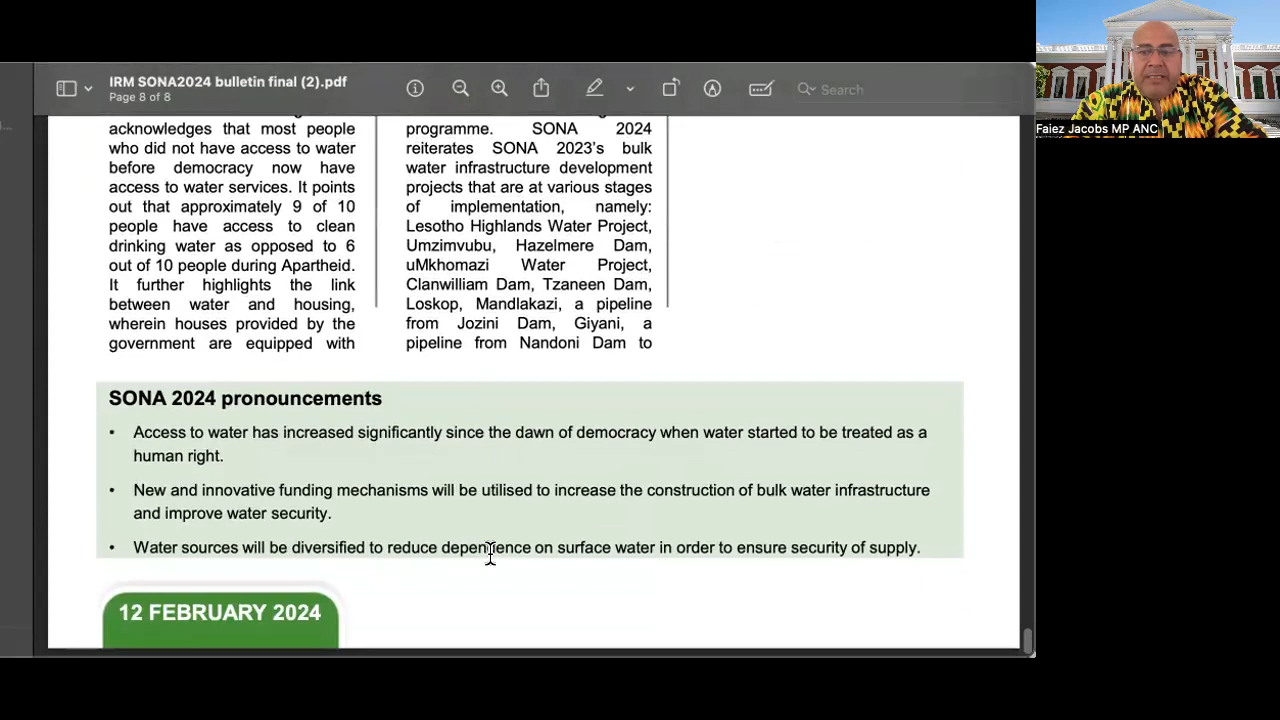 IRM SONA2024 bulletin final (2).pdf
Page 8 of 8
Search
Faiez Jacobs MP ANC
acknowledges that most people
who did not have access to water
before democracy now have
access to water services. It points
out that approximately 9 of 10
people have access to clean
drinking water as opposed to 6
out of 10 people during Apartheid.
It further highlights the link
between water and housing,
wherein houses provided by the
government are equipped with
programme. SONA 2024
reiterates SONA 2023's bulk
water infrastructure development
projects that are at various stages
of implementation, namely:
Lesotho Highlands Water Project,
Umzimvubu, Hazelmere Dam,
uMkhomazi Water Project,
Clanwilliam Dam, Tzaneen Dam,
Loskop, Mandlakazi, a pipeline
from Jozini Dam, Giyani, a
pipeline from Nandoni Dam to
SONA 2024 pronouncements
• Access to water has increased significantly since the dawn of democracy when water started to be treated as a
human right.
• New and innovative funding mechanisms will be utilised to increase the construction of bulk water infrastructure
and improve water security.
• Water sources will be diversified to reduce dependence on surface water in order to ensure security of supply.
12 FEBRUARY 2024